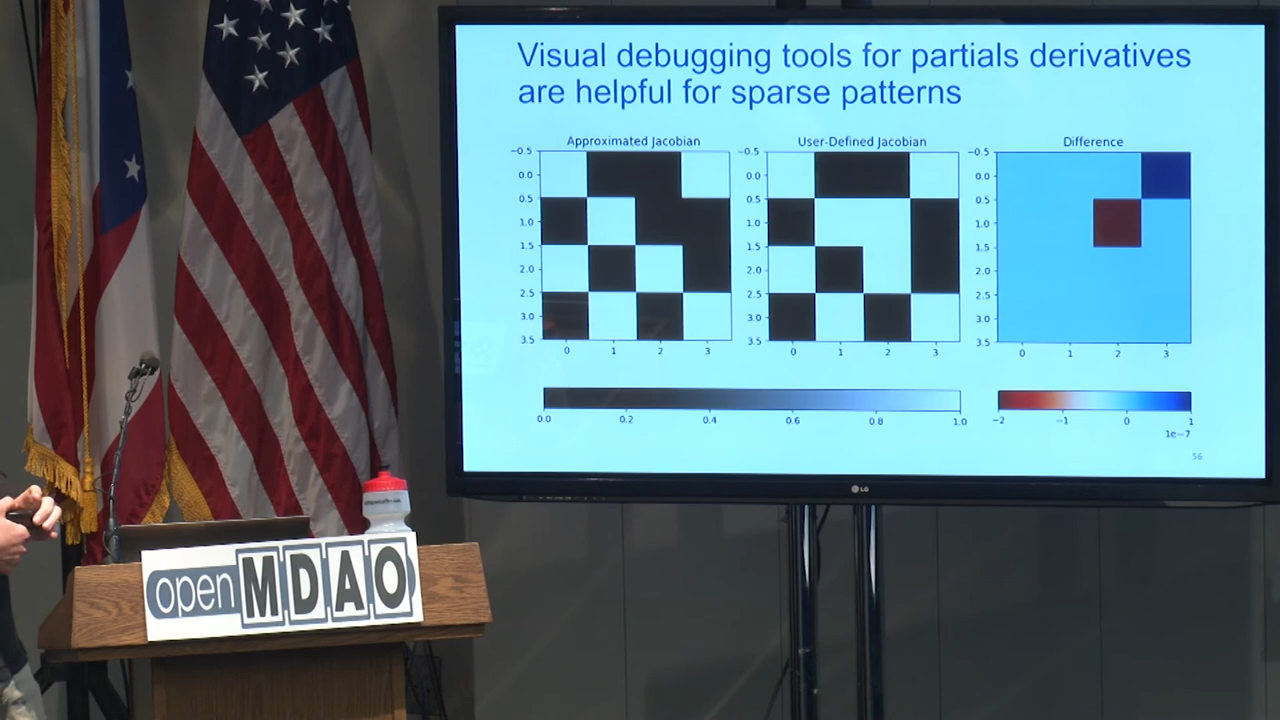 Visual debugging tools for partials derivatives
are helpful for sparse patterns
Approximated Jacobian
User-Defined Jacobian
Difference
−0.5
0.0
0.5
1.0
1.5
2.0
2.5
3.0
3.5
0 1 2 3
−0.5
0.0
0.5
1.0
1.5
2.0
2.5
3.0
3.5
0 1 2 3
−0.5
0.0
0.5
1.0
1.5
2.0
2.5
3.0
3.5
0 1 2 3
0.0 0.2 0.4 0.6 0.8 1.0
−2 −1 0 1
1e−7
56
LG
openMDAO